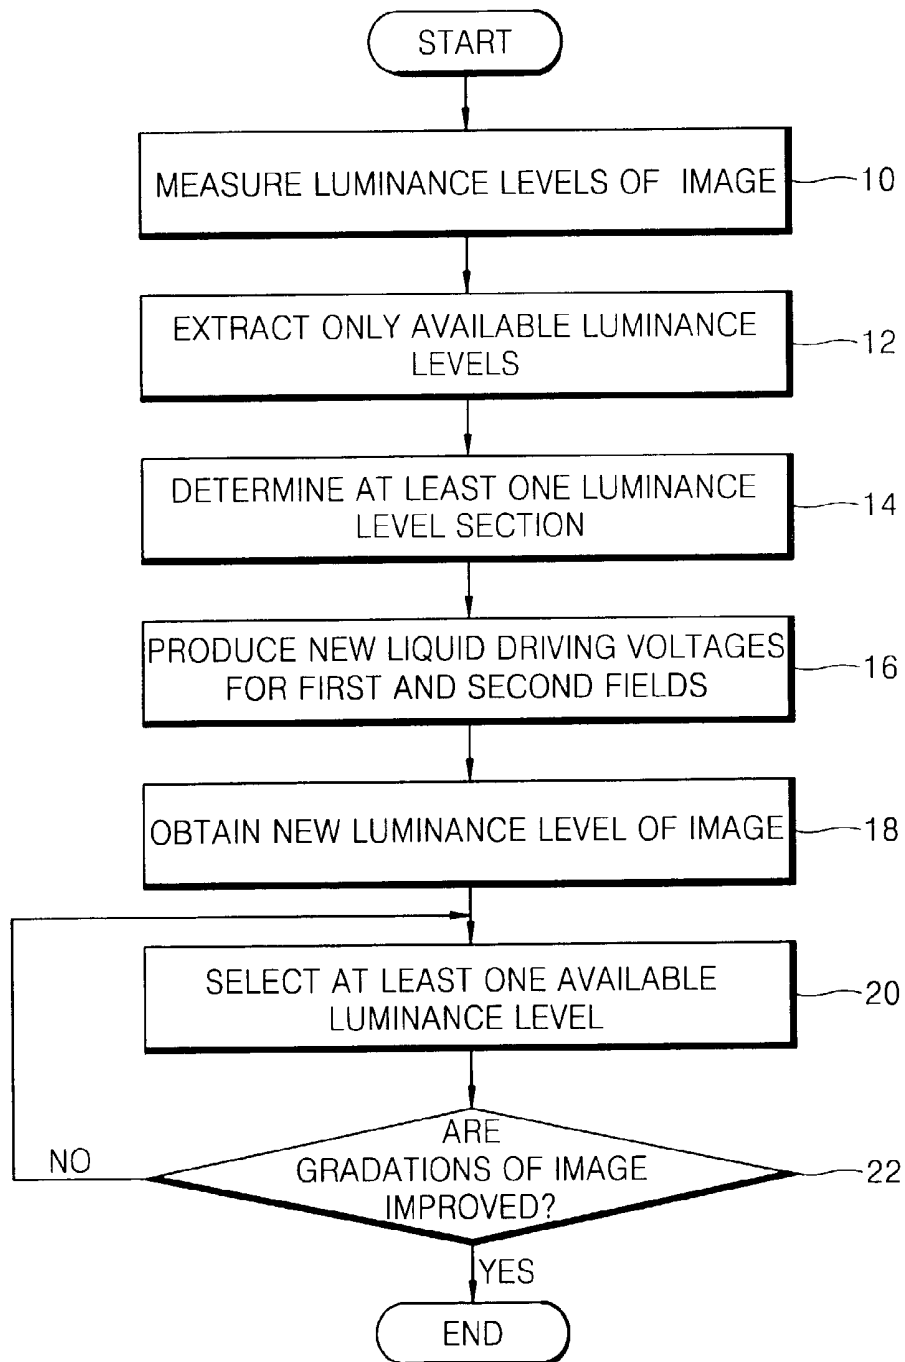 START
MEASURE LUMINANCE LEVELS OF IMAGE
10
EXTRACT ONLY AVAILABLE LUMINANCE
LEVELS
12
DETERMINE AT LEAST ONE LUMINANCE
LEVEL SECTION
14
PRODUCE NEW LIQUID DRIVING VOLTAGES
FOR FIRST AND SECOND FIELDS
16
OBTAIN NEW LUMINANCE LEVEL OF IMAGE
18
SELECT AT LEAST ONE AVAILABLE
LUMINANCE LEVEL
20
ARE
GRADATIONS OF IMAGE
IMPROVED?
22
NO
YES
END